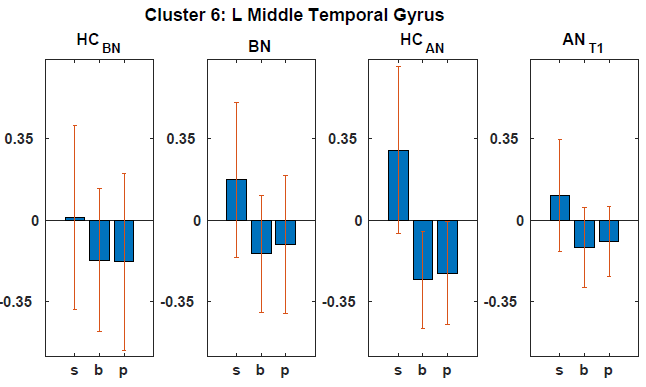 Cluster 6: L Middle Temporal Gyrus
HC BN
BN
HC AN
AN T1
0.35
0
-0.35
s b p
0.35
0
-0.35
s b p
0.35
0
-0.35
s b p
0.35
0
-0.35
s b p